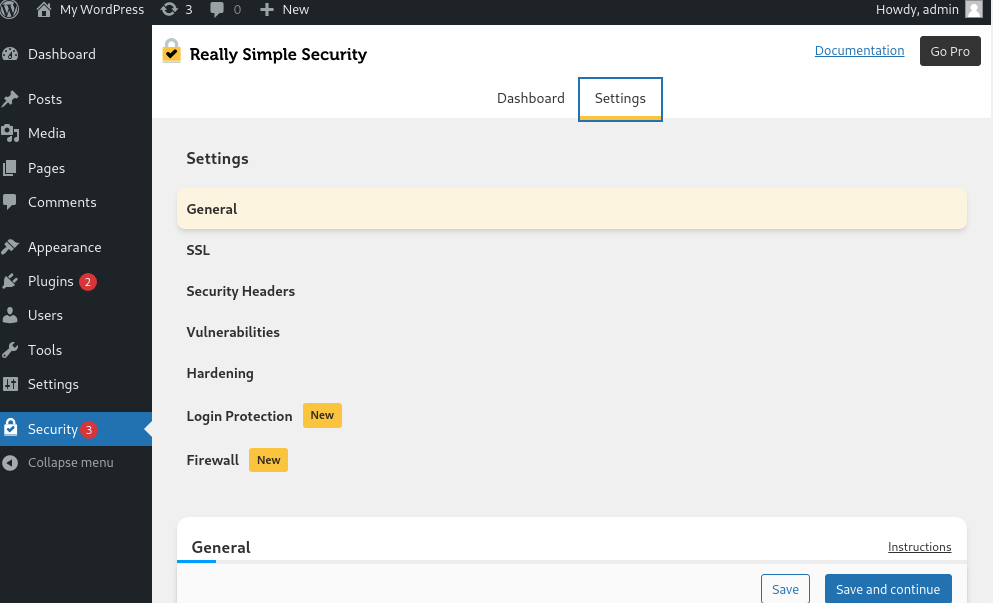 My WordPress 3 0 New Howdy, admin
Dashboard
Posts
Media
Pages
Comments
Appearance
Plugins 2
Users
Tools
Settings
Security 3
Collapse menu
Really Simple Security
Documentation Go Pro
Dashboard Settings
Settings
General
SSL
Security Headers
Vulnerabilities
Hardening
Login Protection New
Firewall New
General Instructions
Save Save and continue